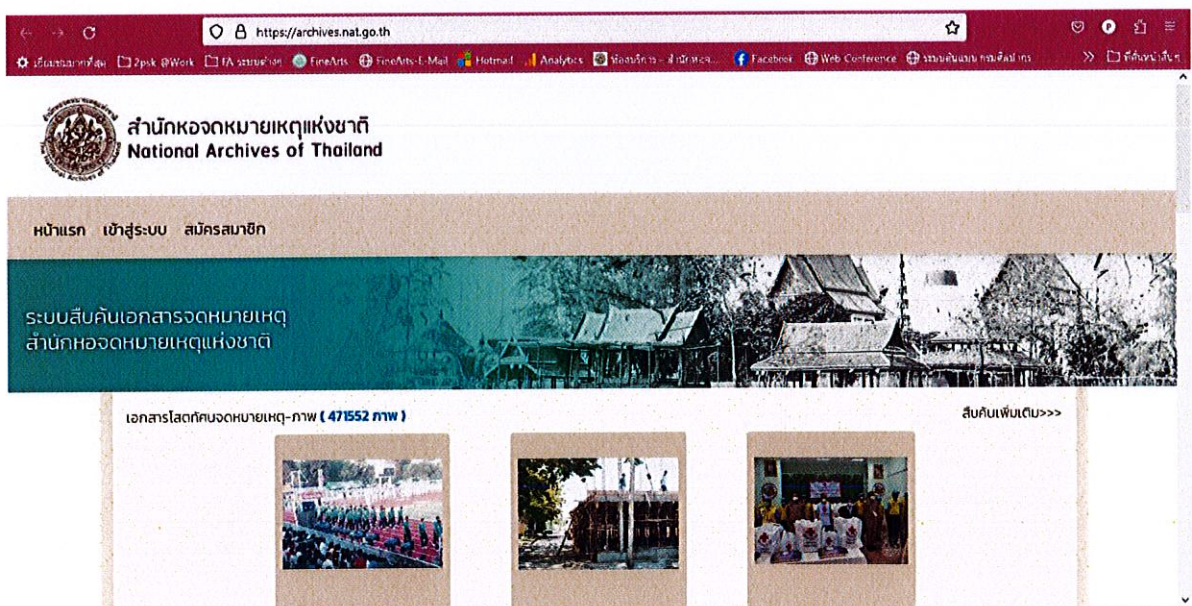 https://archives.nat.go.th
2psk @Work
FineArts
FineArts-E-Mail
Hotmail
Analytics
Facebook
Web Conference
สำนักหอจดหมายเหตุแห่งชาติ
National Archives of Thailand
หน้าแรก เข้าสู่ระบบ สมัครสมาชิก
ระบบสืบค้นเอกสารจดหมายเหตุ
สำนักหอจดหมายเหตุแห่งชาติ
เอกสารโสตทัศนจดหมายเหตุ-ภาพ ( 471552 ภาพ )
สืบค้นเพิ่มเติม>>>